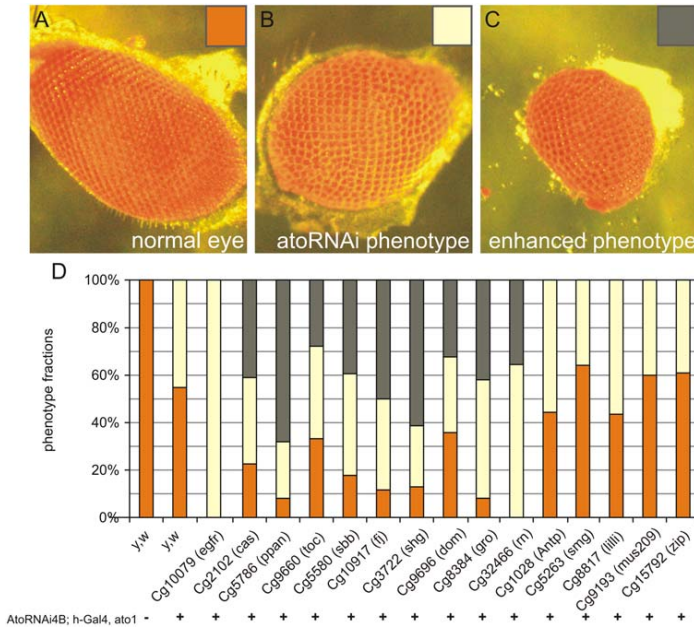 A
B
C
normal eye
atoRNAi phenotype
enhanced phenotype
D
phenotype fractions
100%
80%
60%
40%
20%
0%
y,w
y,w
Cg10079 (egfr)
Cg2102 (cas)
Cg5786 (ppan)
Cg9660 (toc)
Cg5580 (sbb)
Cg10917 (fj)
Cg3722 (shg)
Cg9696 (dom)
Cg8384 (gro)
Cg32466 (rn)
Cg1028 (Antp)
Cg5263 (smg)
Cg8817 (lilli)
Cg9193 (mus209)
Cg15792 (zip)
AtoRNAi4B; h-Gal4, ato1 - + + + + + + + + + + + + + + + +